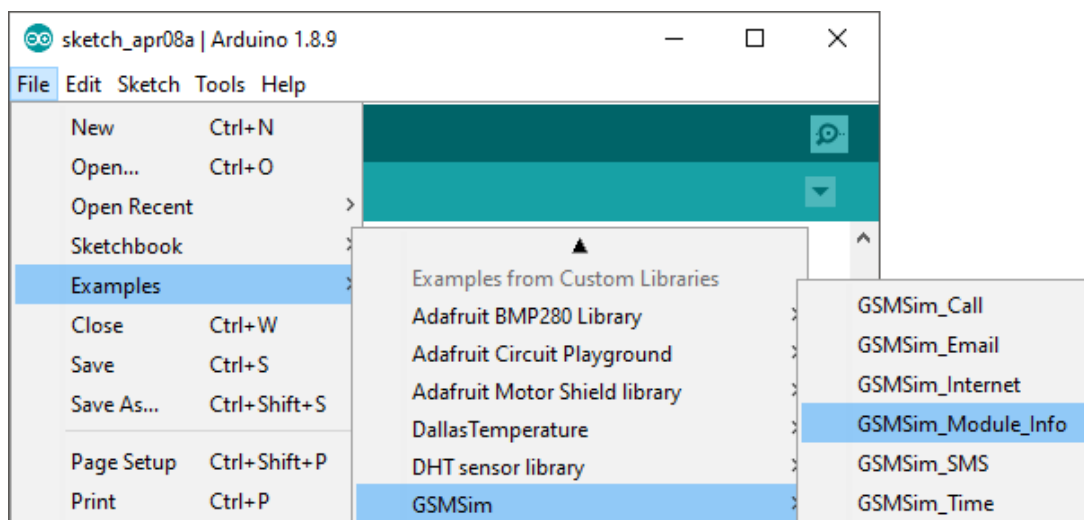 sketch_apr08a | Arduino 1.8.9
File Edit Sketch Tools Help
New Ctrl+N
Open... Ctrl+O
Open Recent
Sketchbook
Examples
Close Ctrl+W
Save Ctrl+S
Save As... Ctrl+Shift+S
Page Setup Ctrl+Shift+P
Print Ctrl+P
Examples from Custom Libraries
Adafruit BMP280 Library
Adafruit Circuit Playground
Adafruit Motor Shield library
DallasTemperature
DHT sensor library
GSMSim
GSMSim_Call
GSMSim_Email
GSMSim_Internet
GSMSim_Module_Info
GSMSim_SMS
GSMSim_Time